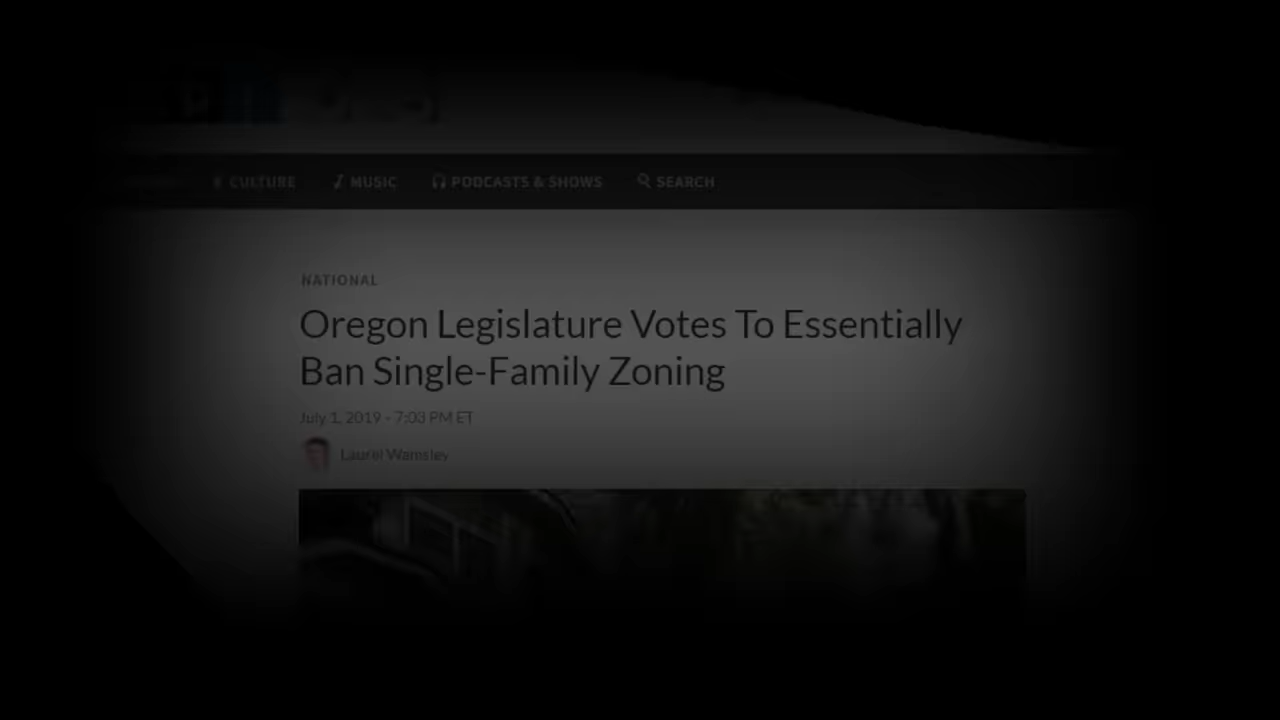 CULTURE MUSIC PODCASTS & SHOWS SEARCH
NATIONAL
Oregon Legislature Votes To Essentially
Ban Single-Family Zoning
July 1, 2019 - 7:03 PM ET
Laurel Wamsley